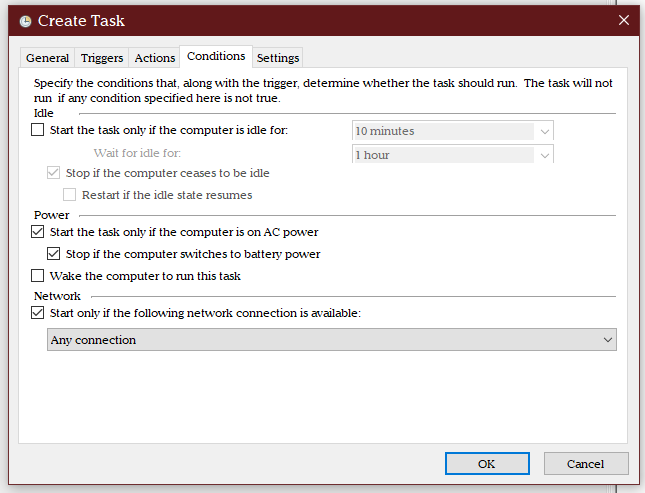 Create Task
General Triggers Actions Conditions Settings
Specify the conditions that, along with the trigger, determine whether the task should run. The task will not
run if any condition specified here is not true.
Idle
Start the task only if the computer is idle for: 10 minutes
Wait for idle for: 1 hour
Stop if the computer ceases to be idle
Restart if the idle state resumes
Power
Start the task only if the computer is on AC power
Stop if the computer switches to battery power
Wake the computer to run this task
Network
Start only if the following network connection is available:
Any connection
OK Cancel